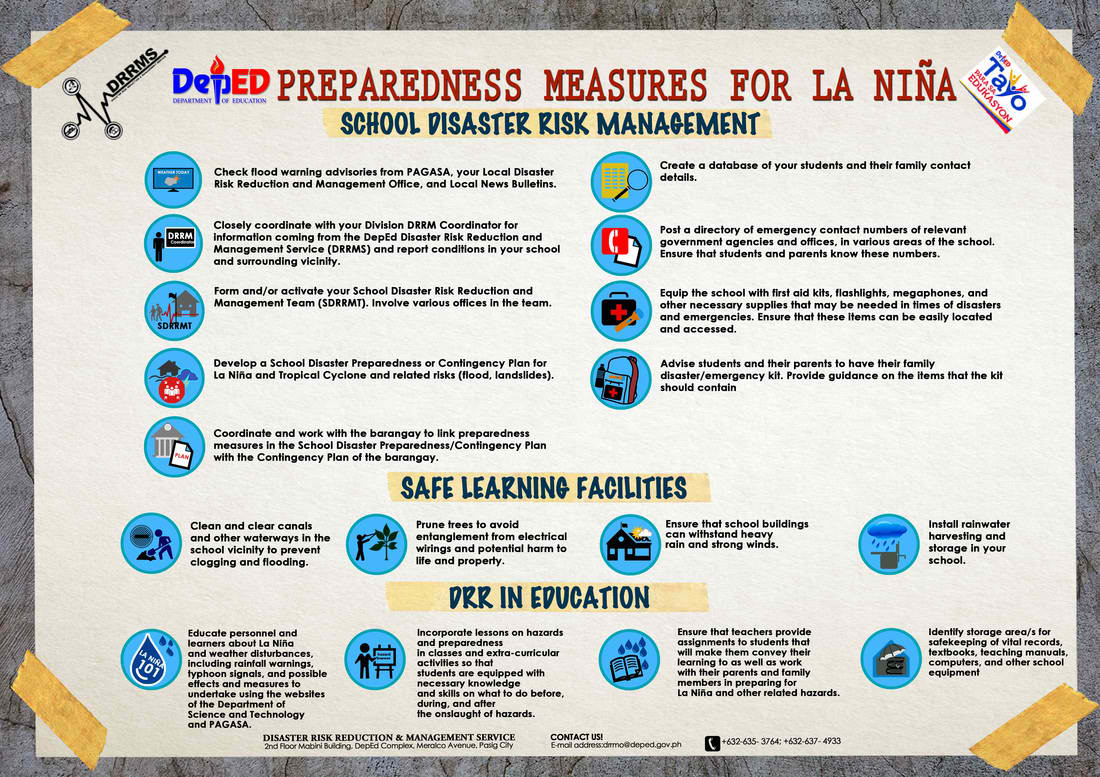 DRRMS
DepED
DEPARTMENT OF EDUCATION
PREPAREDNESS MEASURES FOR LA NIÑA
DepED
TaYO
PARA SA
EDUKASYON
SCHOOL DISASTER RISK MANAGEMENT
WEATHER TODAY
Check flood warning advisories from PAGASA, your Local Disaster
Risk Reduction and Management Office, and Local News Bulletins.
DRRM
Coordinator
Closely coordinate with your Division DRRM Coordinator for
information coming from the DepEd Disaster Risk Reduction and
Management Service (DRRMS) and report conditions in your school
and surrounding vicinity.
SDRRMT
Form and/or activate your School Disaster Risk Reduction and
Management Team (SDRRMT). Involve various offices in the team.
Develop a School Disaster Preparedness or Contingency Plan for
La Niña and Tropical Cyclone and related risks (flood, landslides).
PLAN
Coordinate and work with the barangay to link preparedness
measures in the School Disaster Preparedness/Contingency Plan
with the Contingency Plan of the barangay.
Create a database of your students and their family contact
details.
Post a directory of emergency contact numbers of relevant
government agencies and offices, in various areas of the school.
Ensure that students and parents know these numbers.
Equip the school with first aid kits, flashlights, megaphones, and
other necessary supplies that may be needed in times of disasters
and emergencies. Ensure that these items can be easily located
and accessed.
Advise students and their parents to have their family
disaster/emergency kit. Provide guidance on the items that the kit
should contain
SAFE LEARNING FACILITIES
Clean and clear canals
and other waterways in the
school vicinity to prevent
clogging and flooding.
Prune trees to avoid
entanglement from electrical
wirings and potential harm to
life and property.
Ensure that school buildings
can withstand heavy
rain and strong winds.
Install rainwater
harvesting and
storage in your
school.
DRR IN EDUCATION
LA NIÑA
101
Educate personnel and
learners about La Niña
and weather disturbances,
including rainfall warnings,
typhoon signals, and possible
effects and measures to
undertake using the websites
of the Department of
Science and Technology
and PAGASA.
Incorporate lessons on hazards
and preparedness
in classes and extra-curricular
activities so that
students are equipped with
necessary knowledge
and skills on what to do before,
during, and after
the onslaught of hazards.
Ensure that teachers provide
assignments to students that
will make them convey their
learning to as well as work
with their parents and family
members in preparing for
La Niña and other related hazards.
Identify storage area/s for
safekeeping of vital records,
textbooks, teaching manuals,
computers, and other school
equipment
DISASTER RISK REDUCTION & MANAGEMENT SERVICE
2nd Floor Mabini Building, DepEd Complex, Meralco Avenue, Pasig City
CONTACT US!
E-mail address:drrmo@deped.gov.ph
+632-635- 3764; +632-637- 4933